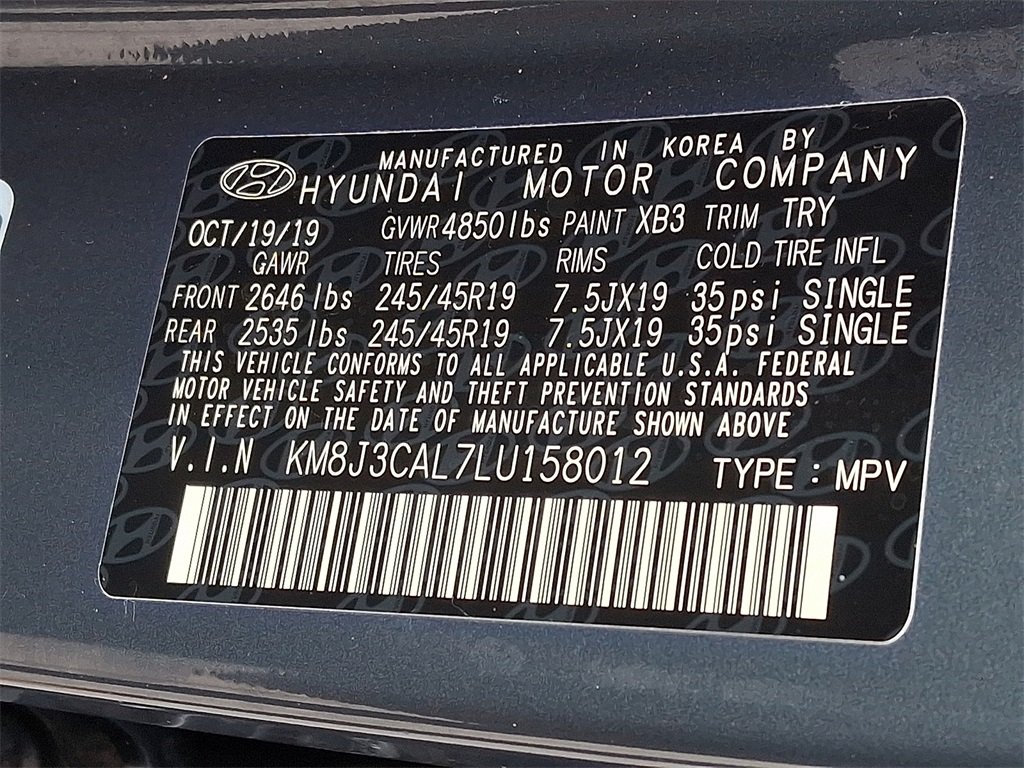 MANUFACTURED IN KOREA BY
HYUNDAI MOTOR COMPANY
OCT/19/19 GVWR 4850lbs PAINT XB3 TRIM TRY
GAWR TIRES RIMS COLD TIRE INFL
FRONT 2646 lbs 245/45R19 7.5JX19 35psi SINGLE
REAR 2535 lbs 245/45R19 7.5JX19 35psi SINGLE
THIS VEHICLE CONFORMS TO ALL APPLICABLE U.S.A. FEDERAL
MOTOR VEHICLE SAFETY AND THEFT PREVENTION STANDARDS
IN EFFECT ON THE DATE OF MANUFACTURE SHOWN ABOVE
V.I.N KM8J3CAL7LU158012 TYPE : MPV